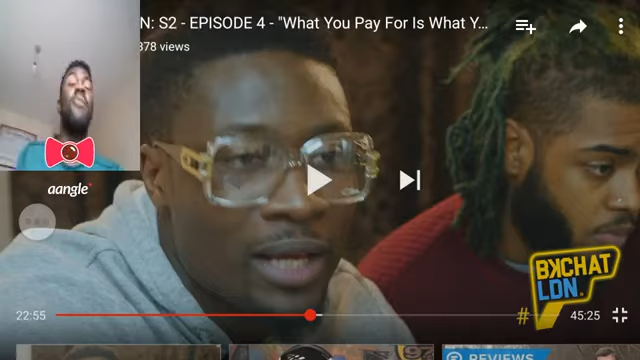 N: S2 - EPISODE 4 - "What You Pay For Is What Y...
378 views
aangle
BKCHAT
LDN.
22:55
#
45:25
REVIEWS